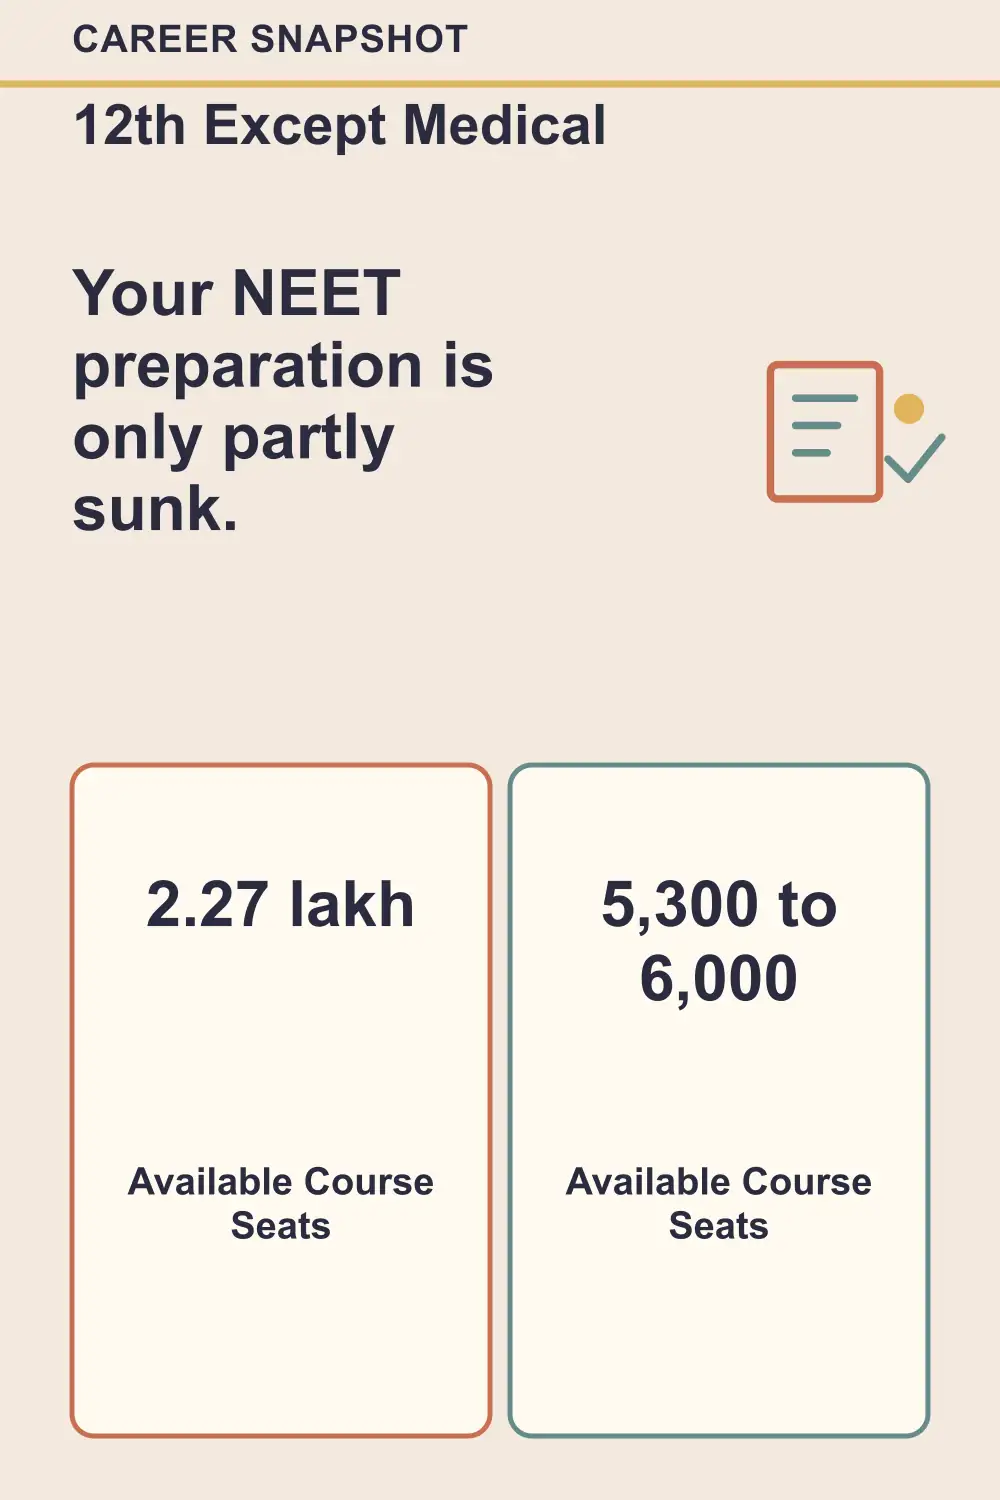 CAREER SNAPSHOT
12th Except Medical
Your NEET
preparation is
only partly
sunk.
2.27 lakh
Available Course
Seats
5,300 to
6,000
Available Course
Seats